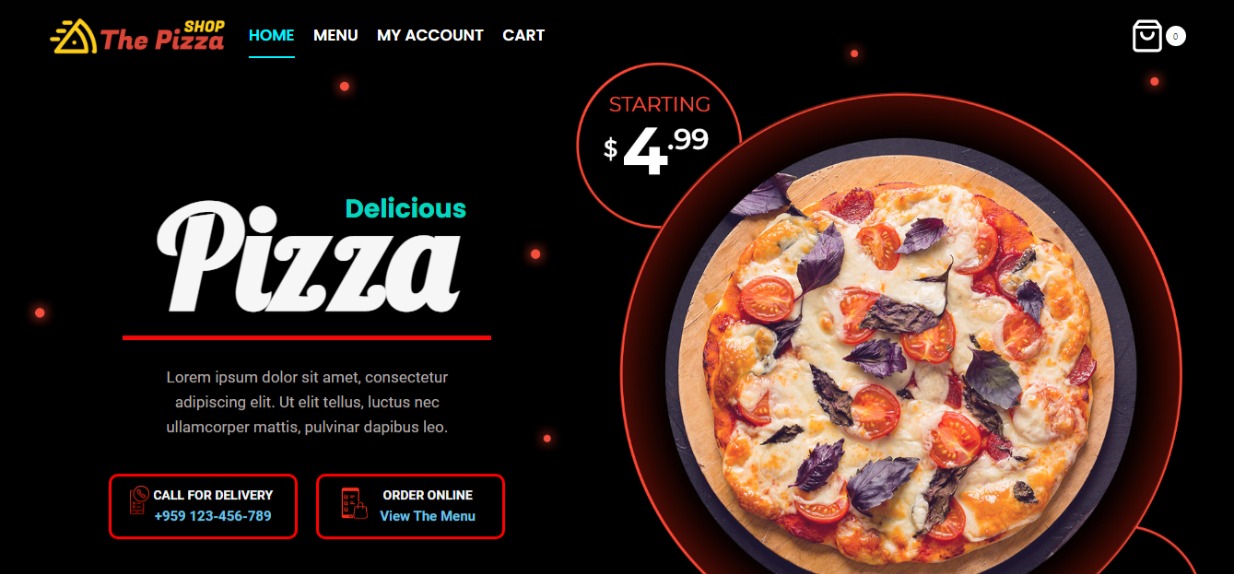 SHOP
The Pizza
HOME MENU MY ACCOUNT CART
0
STARTING
$4.99
Delicious
Pizza
Lorem ipsum dolor sit amet, consectetur
adipiscing elit. Ut elit tellus, luctus nec
ullamcorper mattis, pulvinar dapibus leo.
CALL FOR DELIVERY
+959 123-456-789
ORDER ONLINE
View The Menu